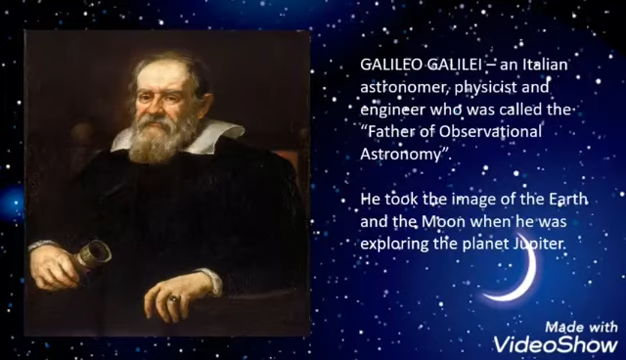 GALILEO GALILEI – an Italian
astronomer, physicist and
engineer who was called the
“Father of Observational
Astronomy”.
He took the image of the Earth
and the Moon when he was
exploring the planet Jupiter.
Made with
VideoShow